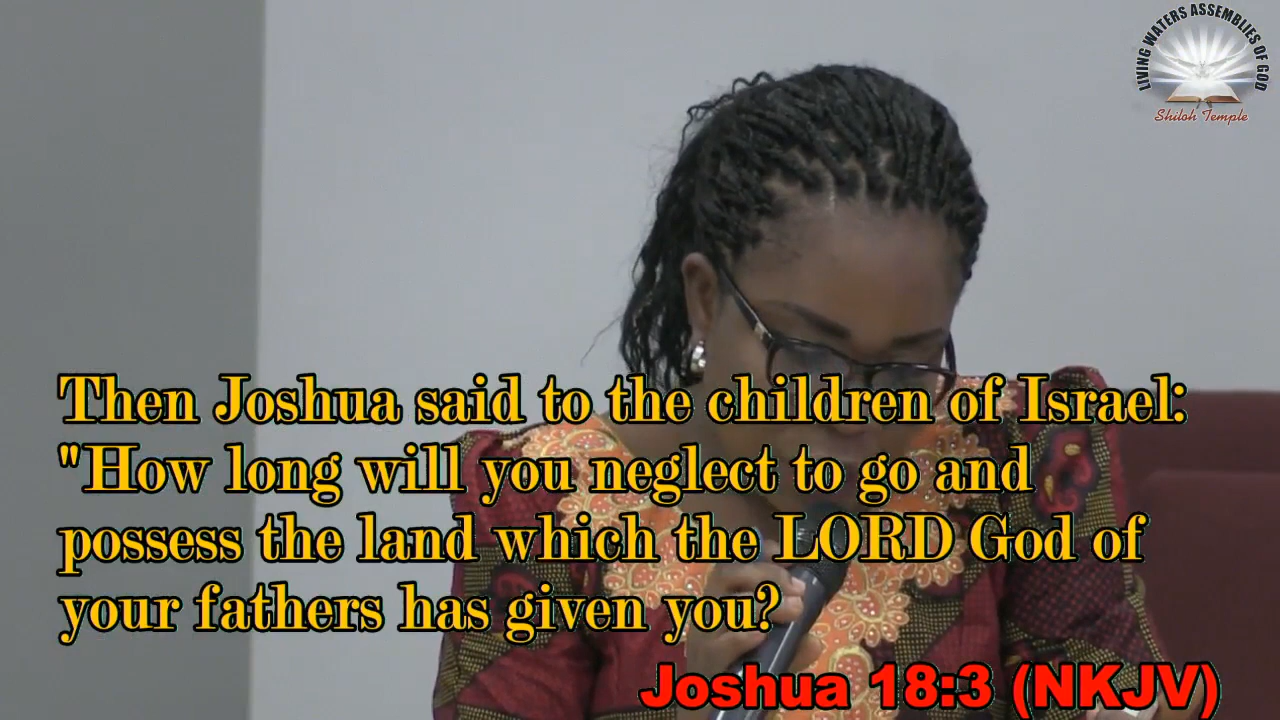 LIVING WATERS ASSEMBLIES OF GOD
Shiloh Temple
Then Joshua said to the children of Israel:
"How long will you neglect to go and
possess the land which the LORD God of
your fathers has given you?
Joshua 18:3 (NKJV)